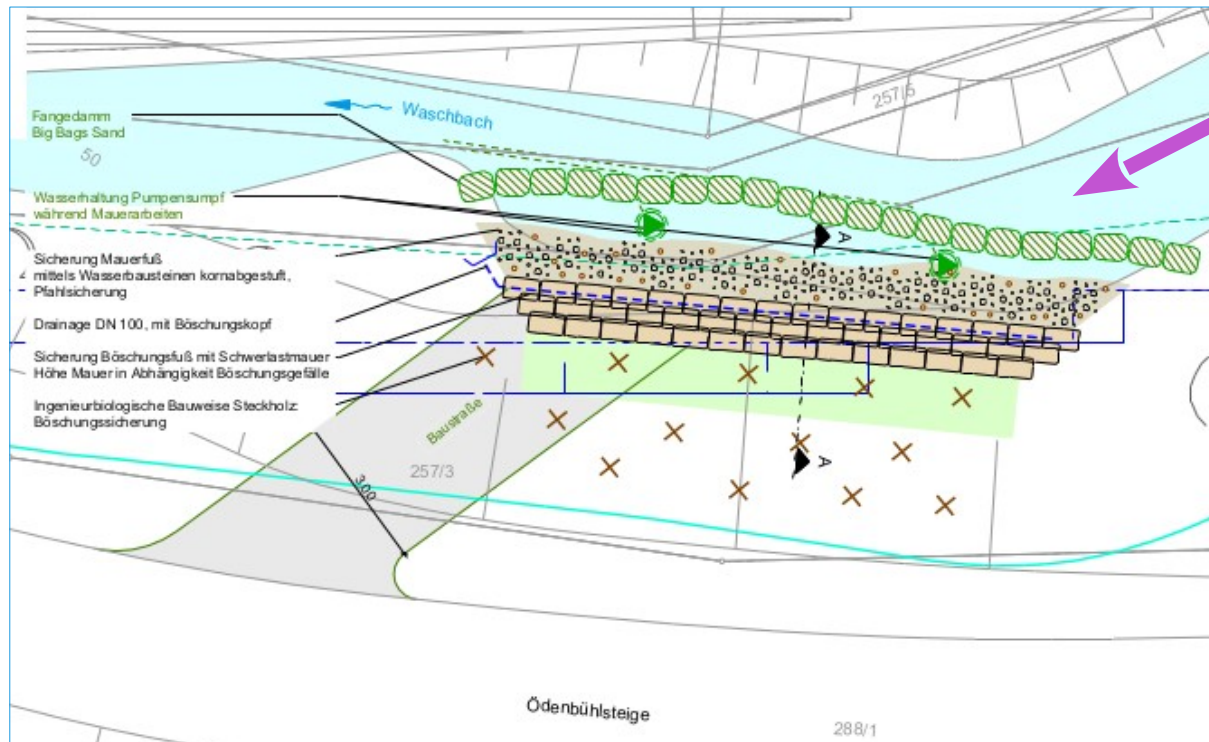 257/5
Waschbach
Fangedamm
Big Bags Sand
50
Wasserhaltung Pumpensumpf
während Mauerarbeiten
A
Sicherung Mauerfuß
mittels Wasserbausteinen kornabgestuft,
Pfahlsicherung
Drainage DN 100, mit Böschungskopf
Sicherung Böschungsfuß mit Schwerlastmauer
Höhe Mauer in Abhängigkeit Böschungsgefälle
Ingenieurbiologische Bauweise Steckholz
Böschungssicherung
Baustraße
A
257/3
3,00
Ödenbühlsteige
288/1